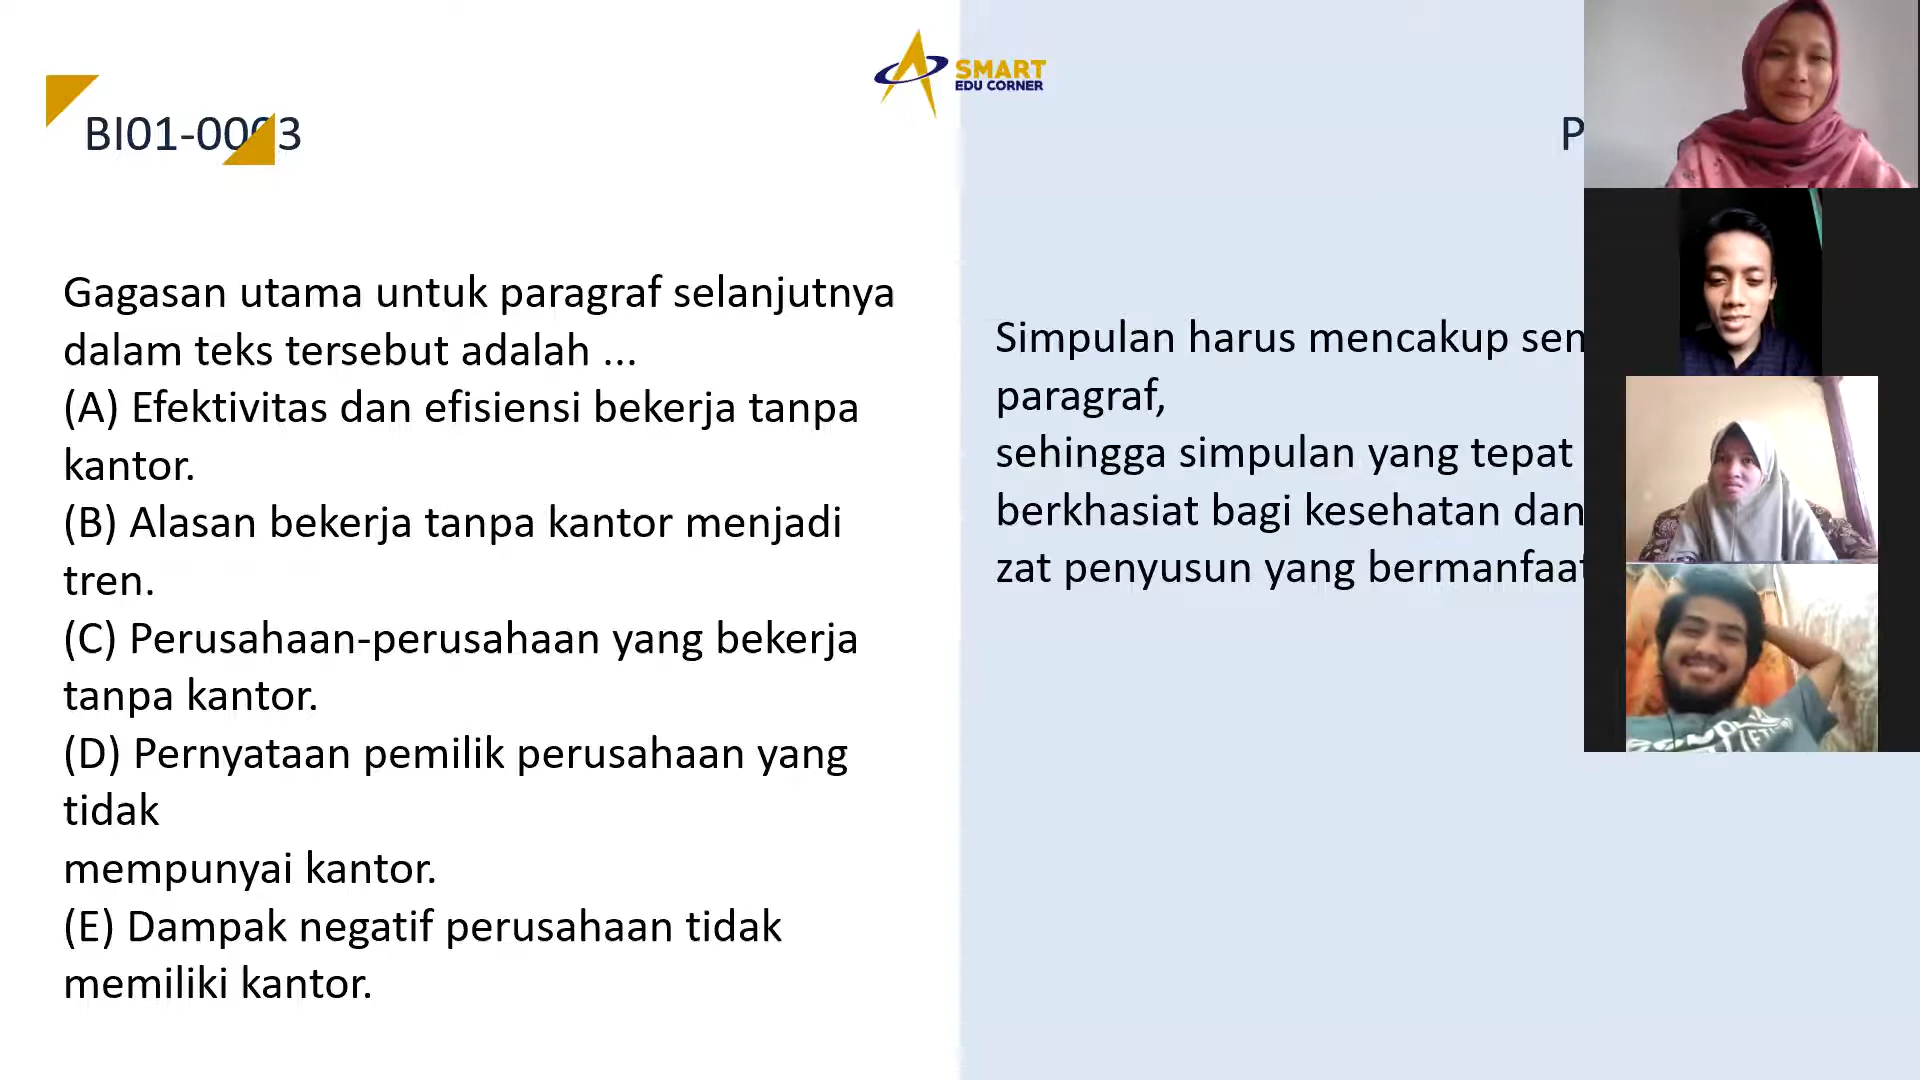 SMART
EDU CORNER
BI01-0003
P
Gagasan utama untuk paragraf selanjutnya
dalam teks tersebut adalah ...
(A) Efektivitas dan efisiensi bekerja tanpa
kantor.
(B) Alasan bekerja tanpa kantor menjadi
tren.
(C) Perusahaan-perusahaan yang bekerja
tanpa kantor.
(D) Pernyataan pemilik perusahaan yang
tidak
mempunyai kantor.
(E) Dampak negatif perusahaan tidak
memiliki kantor.
Simpulan harus mencakup sem
paragraf,
sehingga simpulan yang tepat
berkhasiat bagi kesehatan dan
zat penyusun yang bermanfaat